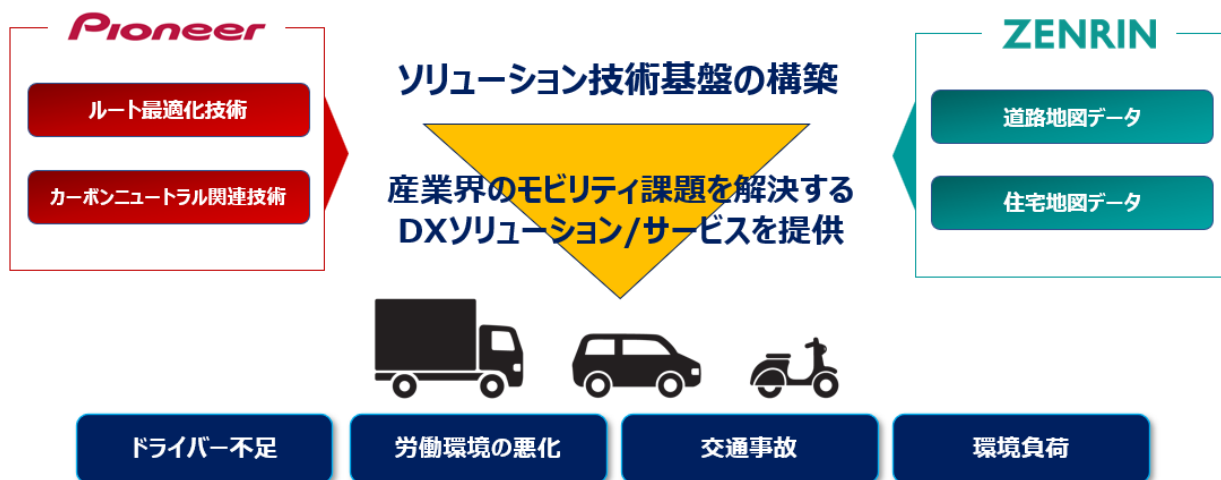 Pioneer
ルート最適化技術
カーボンニュートラル関連技術
ソリューション技術基盤の構築
産業界のモビリティ課題を解決する
DXソリューション/サービスを提供
ZENRIN
道路地図データ
住宅地図データ
ドライバー不足
労働環境の悪化
交通事故
環境負荷